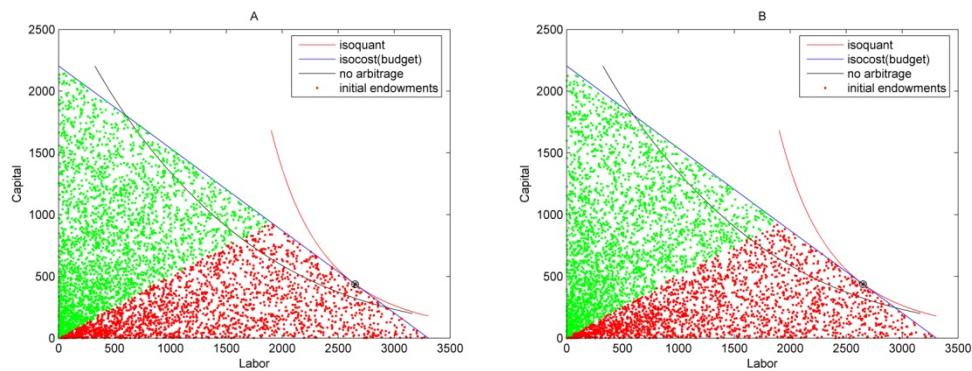 A
2500
2000
1500
1000
500
0
Capital
isoquant
isocost(budget)
no arbitrage
initial endowments
0 500 1000 1500 2000 2500 3000 3500
Labor
B
2500
2000
1500
1000
500
0
Capital
isoquant
isocost(budget)
no arbitrage
initial endowments
0 500 1000 1500 2000 2500 3000 3500
Labor